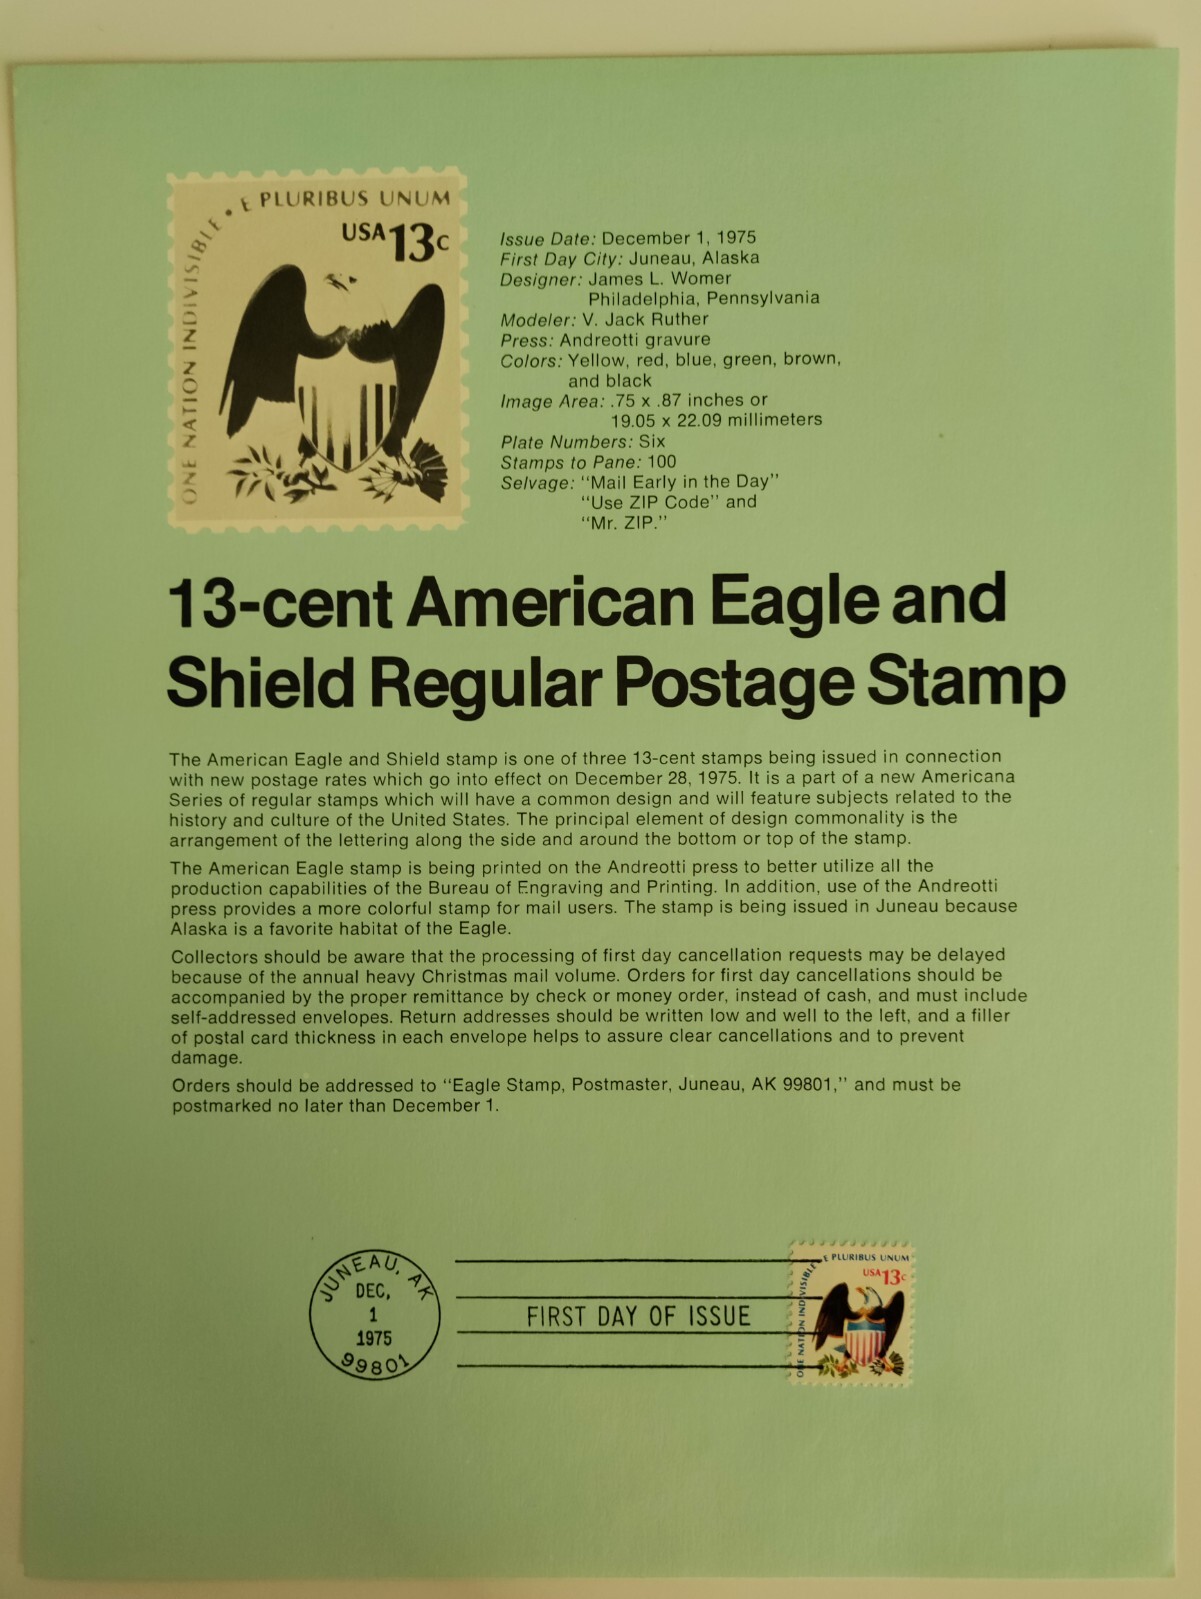 E PLURIBUS UNUM
ONE NATION INDIVISIBLE •
USA 13c
Issue Date: December 1, 1975
First Day City: Juneau, Alaska
Designer: James L. Womer
Philadelphia, Pennsylvania
Modeler: V. Jack Ruther
Press: Andreotti gravure
Colors: Yellow, red, blue, green, brown,
and black
Image Area: .75 x .87 inches or
19.05 x 22.09 millimeters
Plate Numbers: Six
Stamps to Pane: 100
Selvage: "Mail Early in the Day"
"Use ZIP Code" and
"Mr. ZIP."
13-cent American Eagle and
Shield Regular Postage Stamp
The American Eagle and Shield stamp is one of three 13-cent stamps being issued in connection
with new postage rates which go into effect on December 28, 1975. It is a part of a new Americana
Series of regular stamps which will have a common design and will feature subjects related to the
history and culture of the United States. The principal element of design commonality is the
arrangement of the lettering along the side and around the bottom or top of the stamp.
The American Eagle stamp is being printed on the Andreotti press to better utilize all the
production capabilities of the Bureau of Engraving and Printing. In addition, use of the Andreotti
press provides a more colorful stamp for mail users. The stamp is being issued in Juneau because
Alaska is a favorite habitat of the Eagle.
Collectors should be aware that the processing of first day cancellation requests may be delayed
because of the annual heavy Christmas mail volume. Orders for first day cancellations should be
accompanied by the proper remittance by check or money order, instead of cash, and must include
self-addressed envelopes. Return addresses should be written low and well to the left, and a filler
of postal card thickness in each envelope helps to assure clear cancellations and to prevent
damage.
Orders should be addressed to "Eagle Stamp, Postmaster, Juneau, AK 99801," and must be
postmarked no later than December 1.
JUNEAU, AK
DEC,
1
1975
99801
FIRST DAY OF ISSUE
E PLURIBUS UNUM
ONE NATION INDIVISIBLE
USA 13c